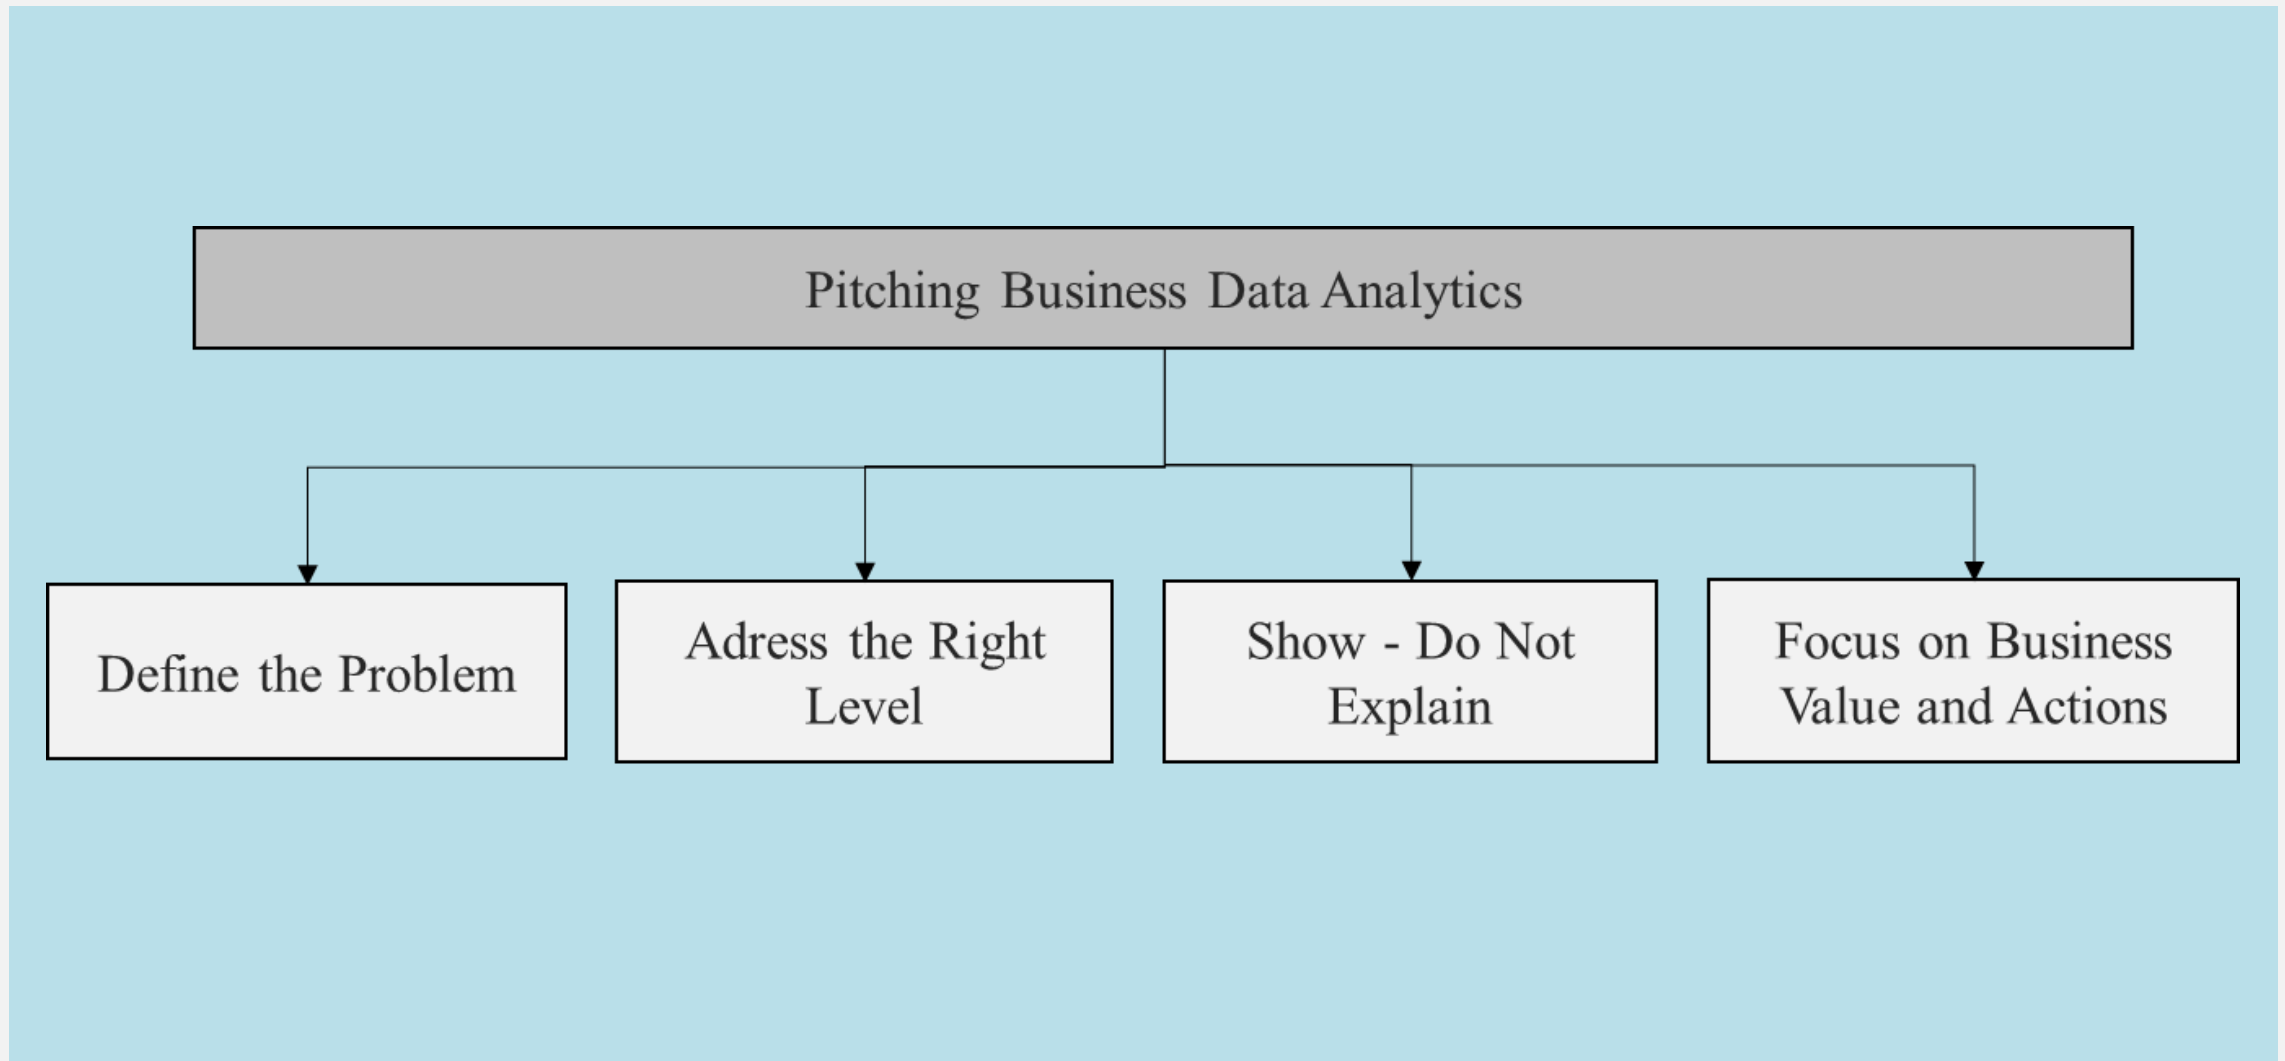 Pitching Business Data Analytics
Define the Problem
Adress the Right
Level
Show - Do Not
Explain
Focus on Business
Value and Actions